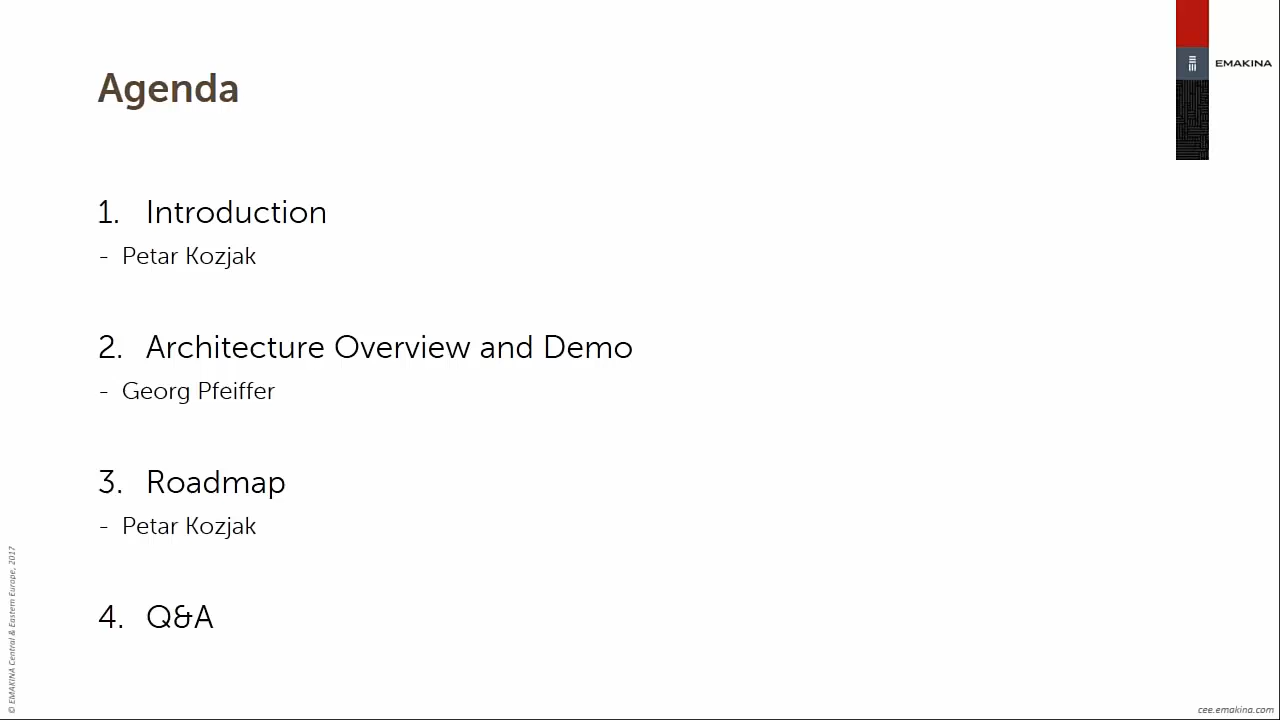 EMAKINA
Agenda
1. Introduction
- Petar Kozjak
2. Architecture Overview and Demo
- Georg Pfeiffer
3. Roadmap
- Petar Kozjak
4. Q&A
© EMAKINA Central & Eastern Europe, 2017
cee.emakina.com